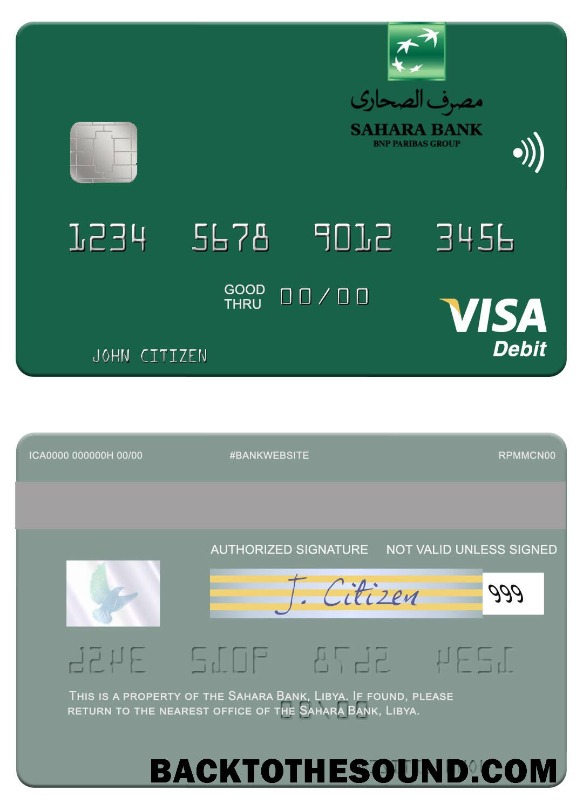 مصرف الصحارى
SAHARA BANK
BNP PARIBAS GROUP
1234 5678 9012 3456
GOOD THRU 00/00
VISA
Debit
JOHN CITIZEN
ICA0000 000000H 00/00 #BANKWEBSITE RPMMCN00
AUTHORIZED SIGNATURE NOT VALID UNLESS SIGNED
J. Citizen 999
THIS IS A PROPERTY OF THE SAHARA BANK, LIBYA. IF FOUND, PLEASE
RETURN TO THE NEAREST OFFICE OF THE SAHARA BANK, LIBYA.
BACKTOTHESOUND.COM